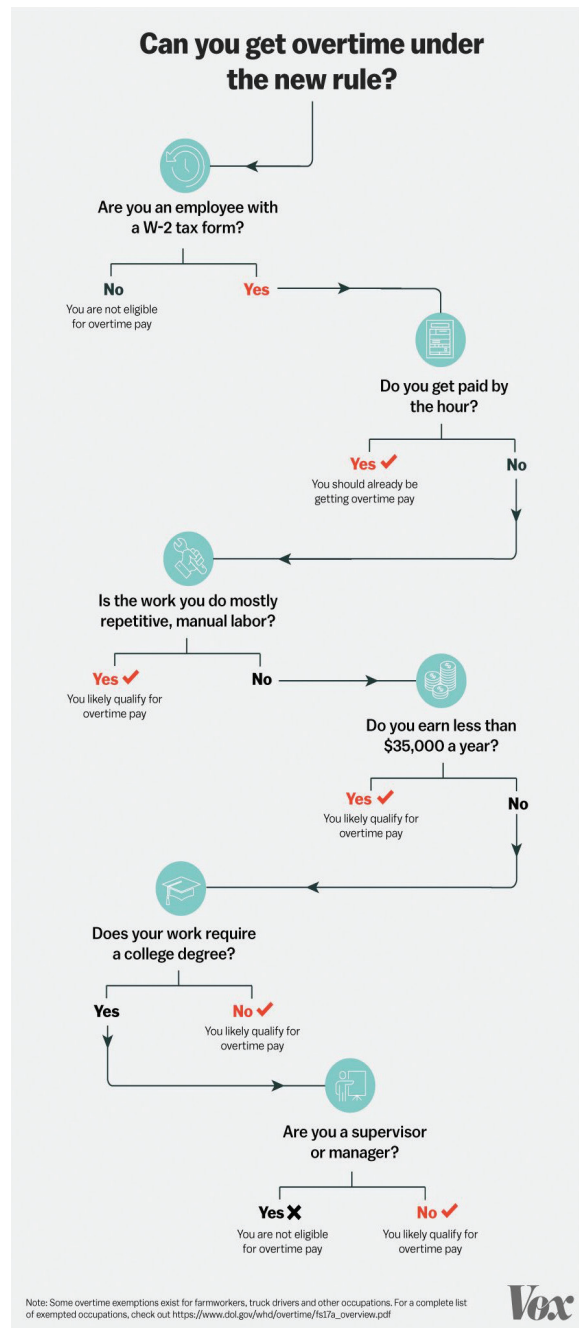 Can you get overtime under
the new rule?
Are you an employee with
a W-2 tax form?
No
You are not eligible
for overtime pay
Yes
Do you get paid by
the hour?
Yes ✔
You should already be
getting overtime pay
No
Is the work you do mostly
repetitive, manual labor?
Yes ✔
You likely qualify for
overtime pay
No
Do you earn less than
$35,000 a year?
Yes ✔
You likely qualify for
overtime pay
No
Does your work require
a college degree?
Yes
No ✔
You likely qualify for
overtime pay
Are you a supervisor
or manager?
Yes ✖
You are not eligible
for overtime pay
No ✔
You likely qualify for
overtime pay
Note: Some overtime exemptions exist for farmworkers, truck drivers and other occupations. For a complete list
of exempted occupations, check out https://www.dol.gov/whd/overtime/fs17a_overview.pdf
Vox